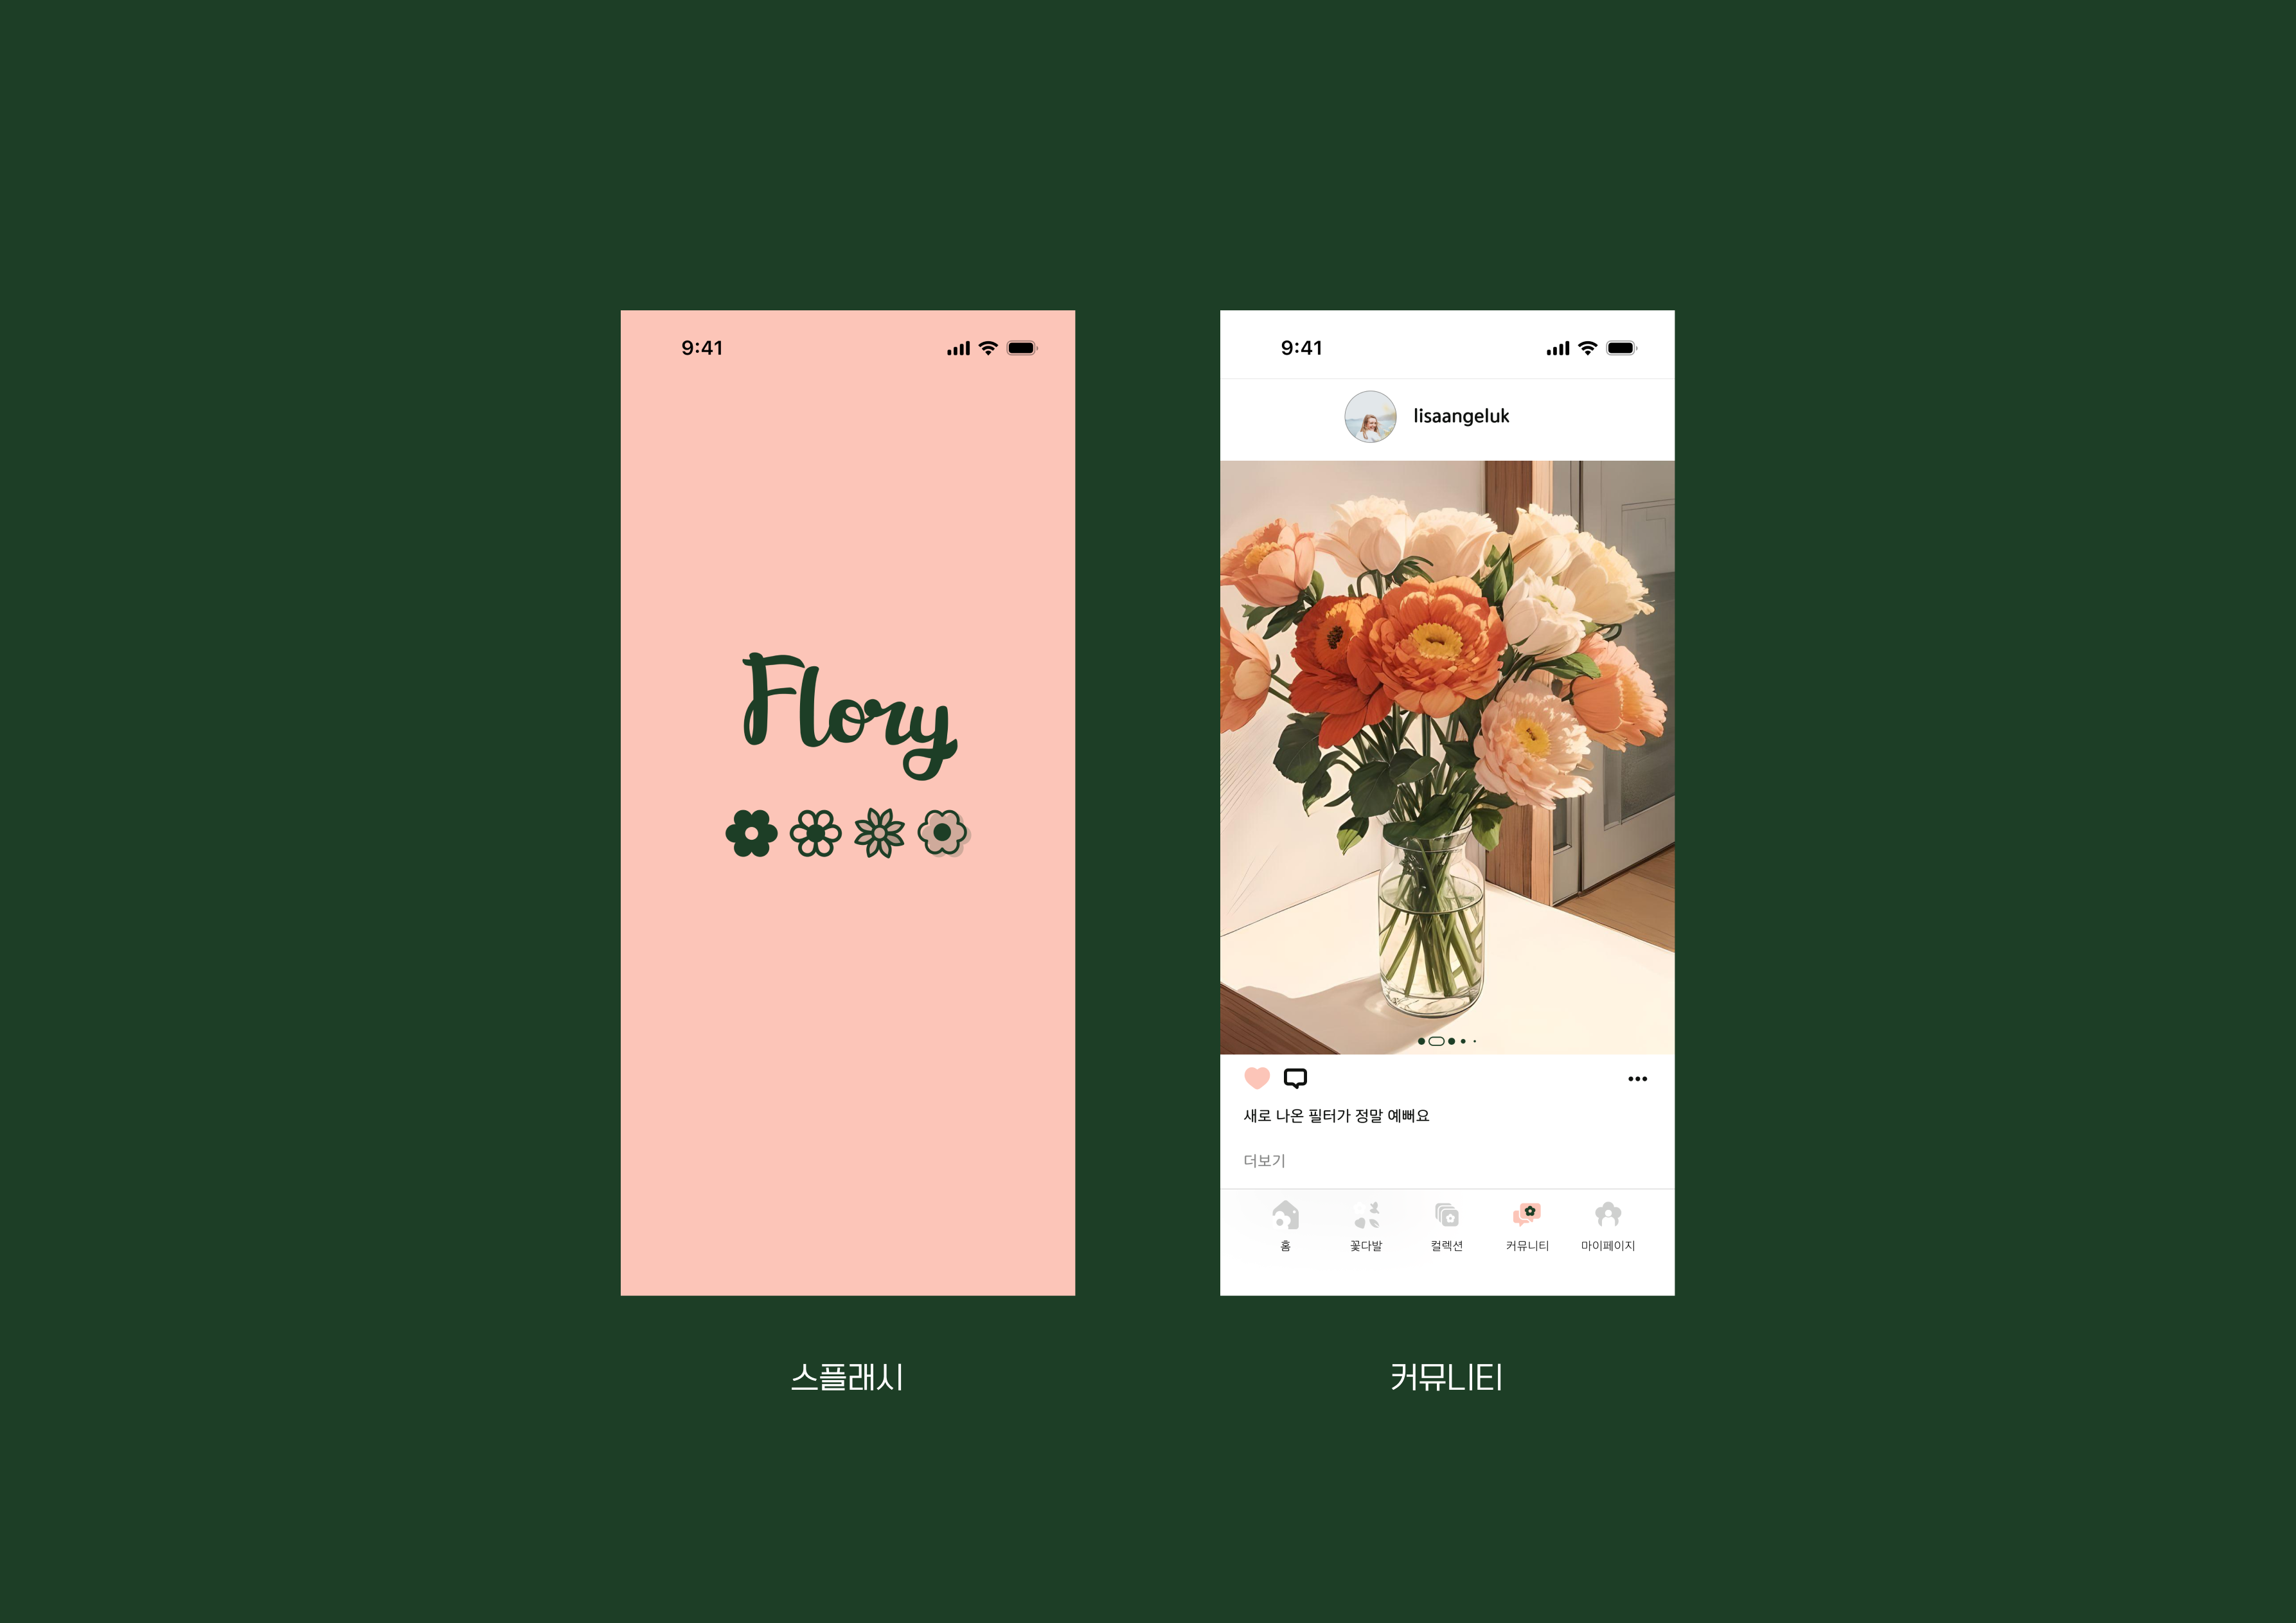 9:41
Flory
스플래시
9:41
lisaangeluk
새로 나온 필터가 정말 예뻐요
더보기
홈 꽃다발 컬렉션 커뮤니티 마이페이지
커뮤니티